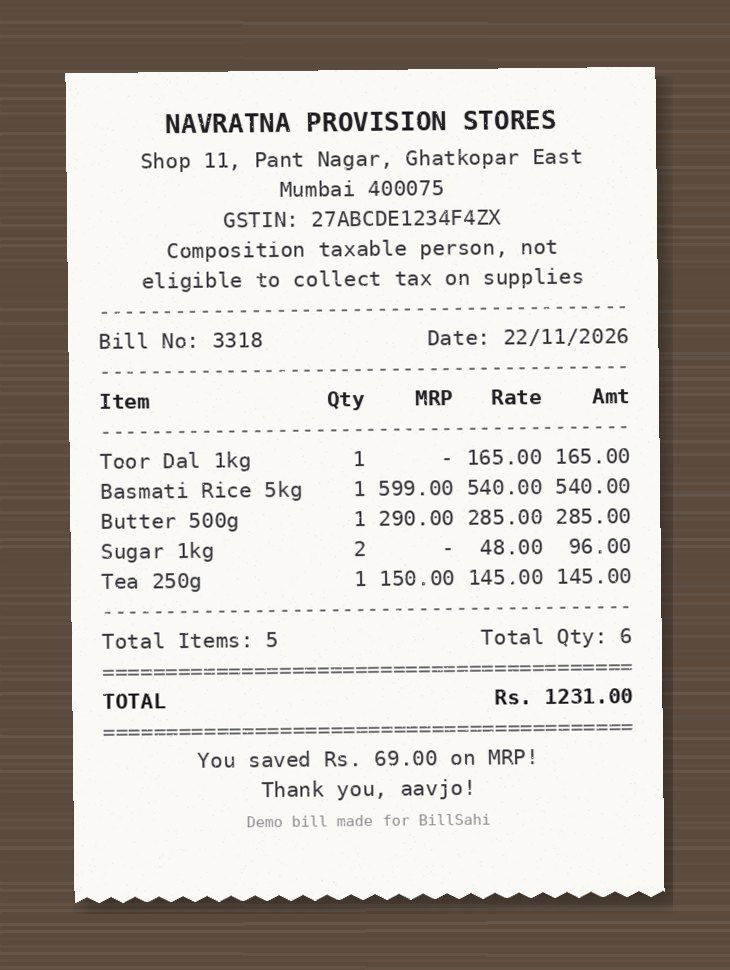 NAVRATNA PROVISION STORES
Shop 11, Pant Nagar, Ghatkopar East
Mumbai 400075
GSTIN: 27ABCDE1234F4ZX
Composition taxable person, not
eligible to collect tax on supplies
Bill No: 3318 Date: 22/11/2026
Item Qty MRP Rate Amt
Toor Dal 1kg 1 - 165.00 165.00
Basmati Rice 5kg 1 599.00 540.00 540.00
Butter 500g 1 290.00 285.00 285.00
Sugar 1kg 2 - 48.00 96.00
Tea 250g 1 150.00 145.00 145.00
Total Items: 5 Total Qty: 6
TOTAL Rs. 1231.00
You saved Rs. 69.00 on MRP!
Thank you, aavjo!
Demo bill made for BillSahi